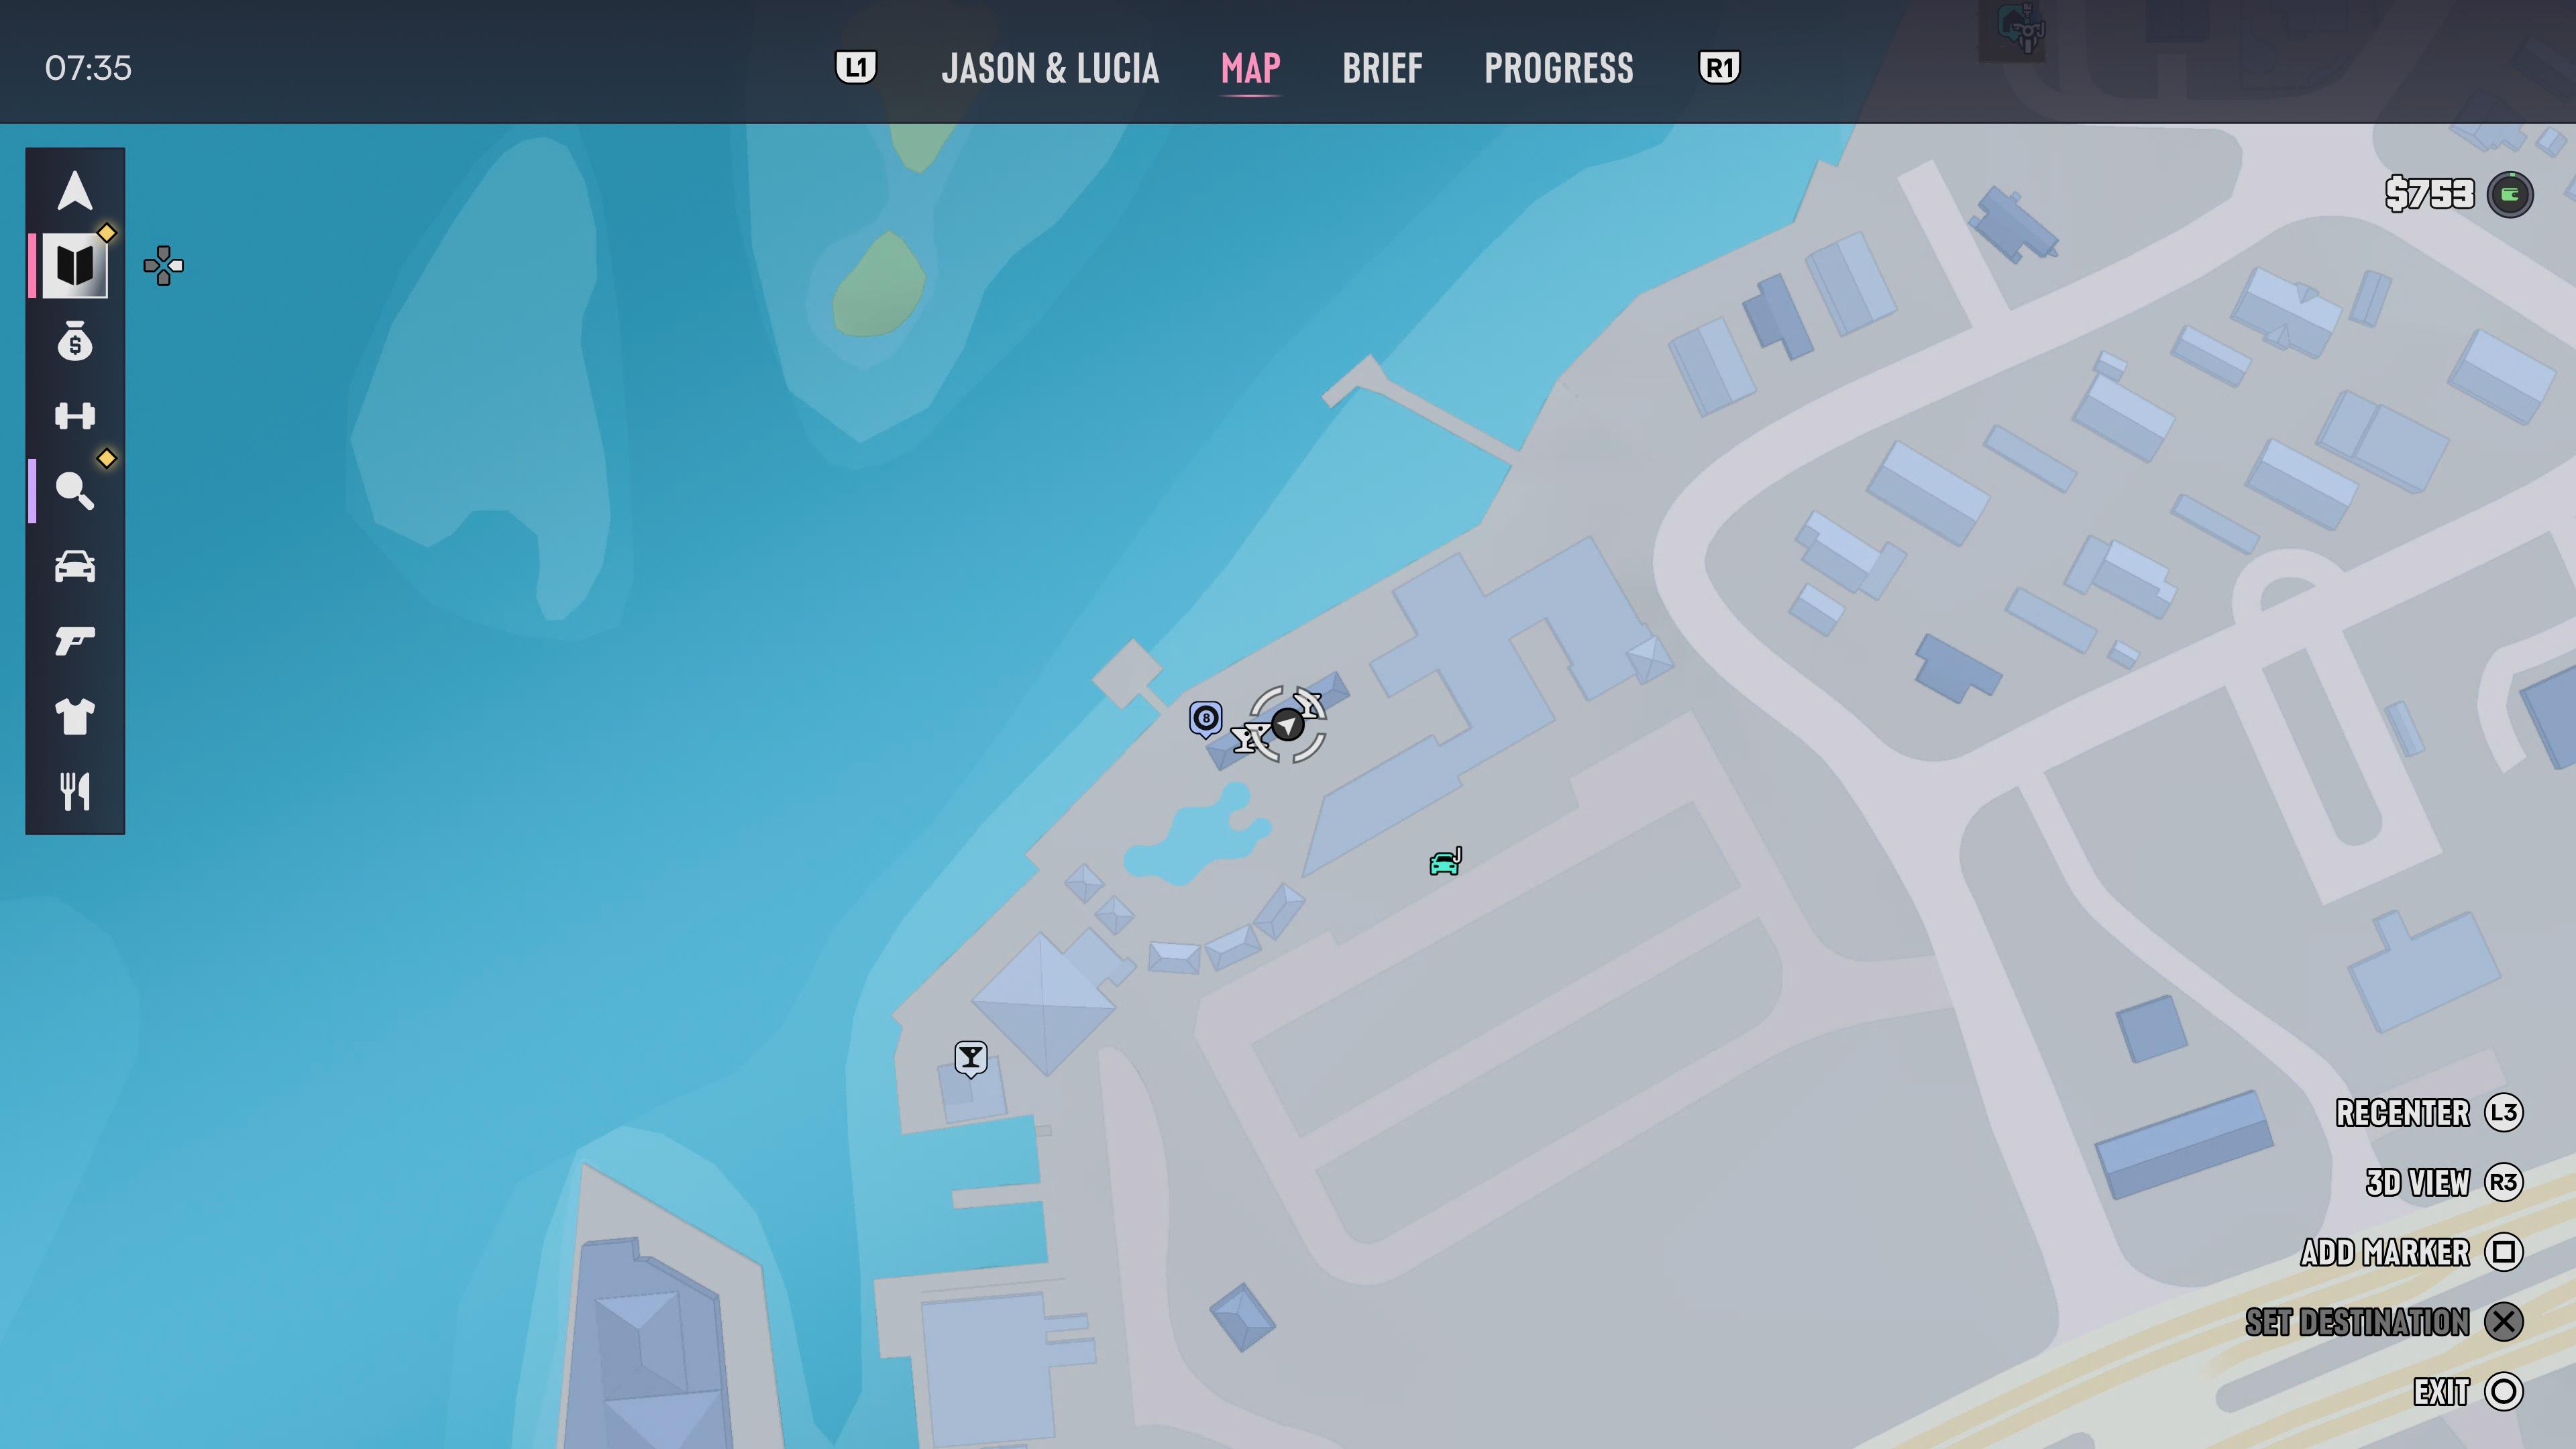 07:35
L1 JASON & LUCIA MAP BRIEF PROGRESS R1
$753
$
8
J
RECENTER L3
3D VIEW R3
ADD MARKER
SET DESTINATION
EXIT